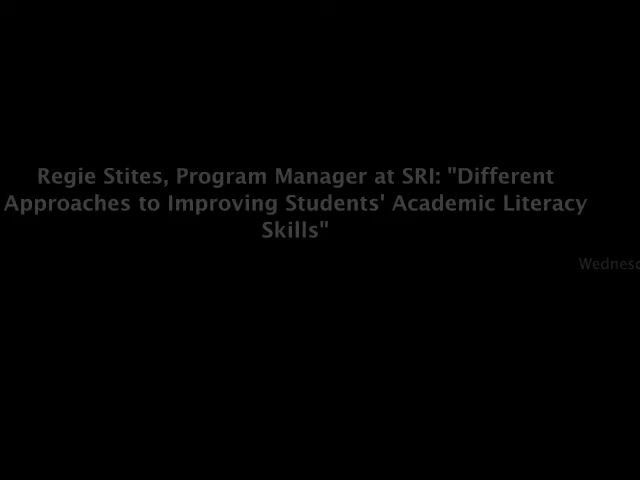 Regie Stites, Program Manager at SRI: "Different
Approaches to Improving Students' Academic Literacy
Skills"